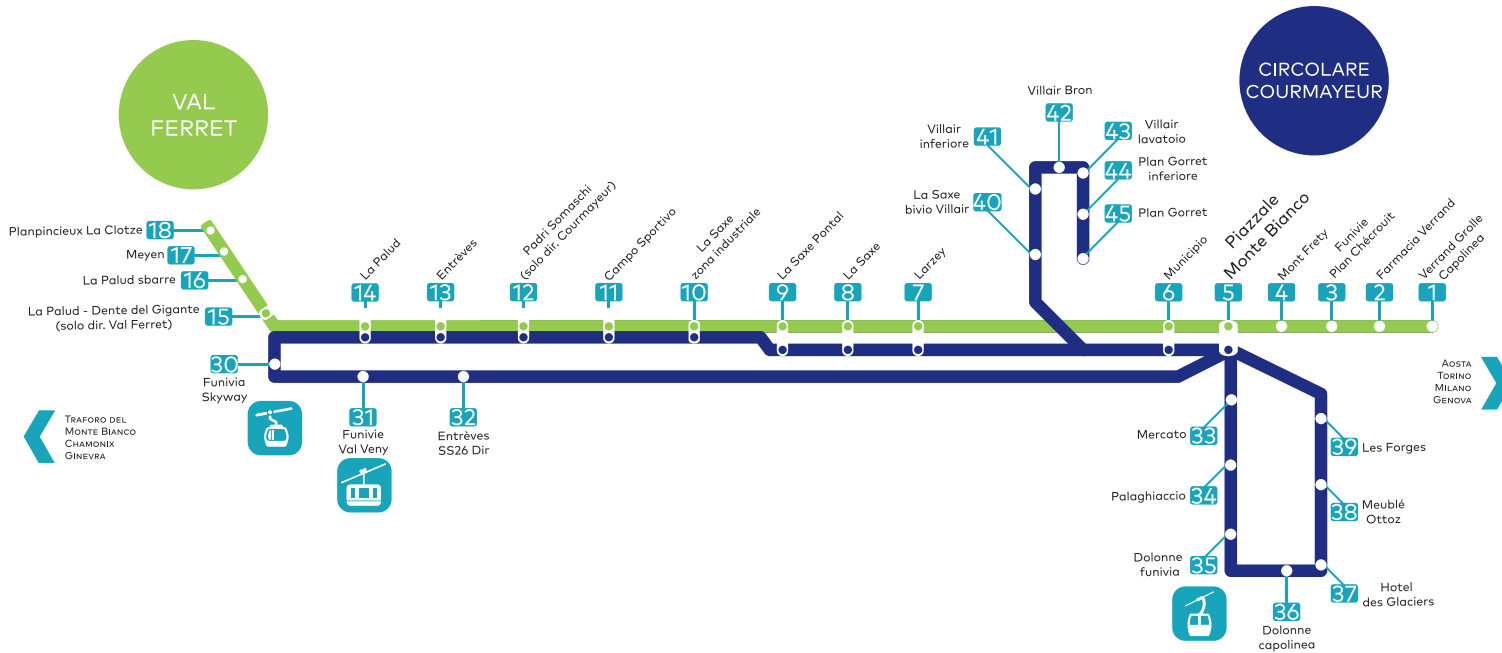 VAL
FERRET
CIRCOLARE
COURMAYEUR
Planpincieux La Clotze 18
Meyen 17
La Palud sbarre 16
La Palud - Dente del Gigante
(solo dir. Val Ferret) 15
La Palud
14
Entrèves
13
Padri Somaschi
(solo dir. Courmayeur)
12
Campo Sportivo
11
La Saxe
zona industriale
10
La Saxe Pontal
9
La Saxe
8
Larzey
7
Municipio
6
Piazzale
Monte Bianco
5
Mont Frety
4
Funivie
Plan Chécrouit
3
Farmacia Verrand
2
Verrand Grolle
Capolinea
1
Villair Bron
42
Villair
inferiore 41
La Saxe
bivio Villair 40
43 Villair
lavatoio
44 Plan Gorret
inferiore
45 Plan Gorret
30
Funivia
Skyway
31
Funivie
Val Veny
32
Entrèves
SS26 Dir
Mercato 33
Palaghiaccio 34
Dolonne
funivia 35
36
Dolonne
capolinea
37 Hotel
des Glaciers
38 Meublé
Ottoz
39 Les Forges
Traforo del
Monte Bianco
Chamonix
Ginevra
Aosta
Torino
Milano
Genova